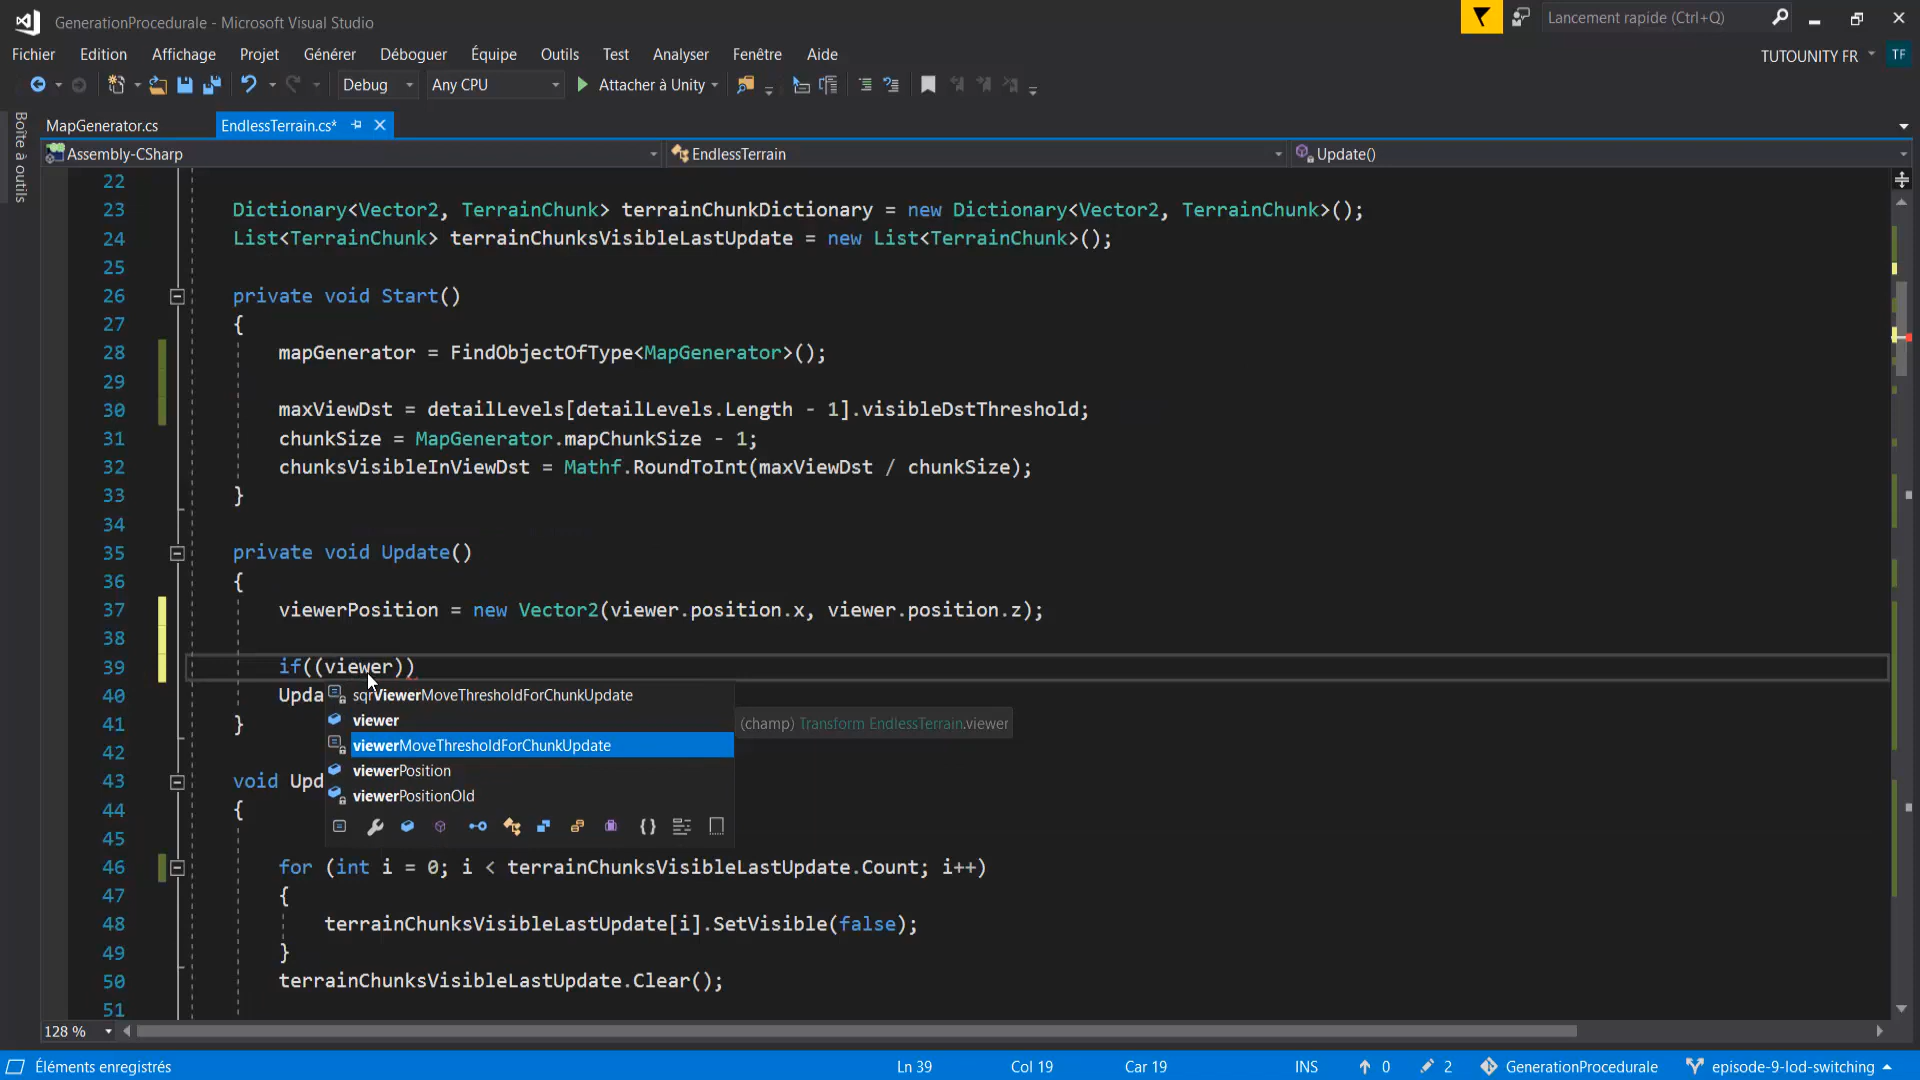 GenerationProcedurale - Microsoft Visual Studio
Lancement rapide (Ctrl+Q)
Fichier Edition Affichage Projet Générer Déboguer Équipe Outils Test Analyser Fenêtre Aide
TUTOUNITY FR TF
Debug Any CPU Attacher à Unity
Boîte à outils
MapGenerator.cs EndlessTerrain.cs*
Assembly-CSharp EndlessTerrain Update()
22
23 Dictionary<Vector2, TerrainChunk> terrainChunkDictionary = new Dictionary<Vector2, TerrainChunk>();
24 List<TerrainChunk> terrainChunksVisibleLastUpdate = new List<TerrainChunk>();
25
26 private void Start()
27 {
28 mapGenerator = FindObjectOfType<MapGenerator>();
29
30 maxViewDst = detailLevels[detailLevels.Length - 1].visibleDstThreshold;
31 chunkSize = MapGenerator.mapChunkSize - 1;
32 chunksVisibleInViewDst = Mathf.RoundToInt(maxViewDst / chunkSize);
33 }
34
35 private void Update()
36 {
37 viewerPosition = new Vector2(viewer.position.x, viewer.position.z);
38
39 if((viewer))
40 Upda
sqrViewerMoveThresholdForChunkUpdate
viewer
(champ) Transform EndlessTerrain.viewer
41 }
viewerMoveThresholdForChunkUpdate
42
viewerPosition
43 void Upd
viewerPositionOld
44 {
45
46 for (int i = 0; i < terrainChunksVisibleLastUpdate.Count; i++)
47 {
48 terrainChunksVisibleLastUpdate[i].SetVisible(false);
49 }
50 terrainChunksVisibleLastUpdate.Clear();
51
128 %
Éléments enregistrés Ln 39 Col 19 Car 19 INS 0 2 GenerationProcedurale episode-9-lod-switching